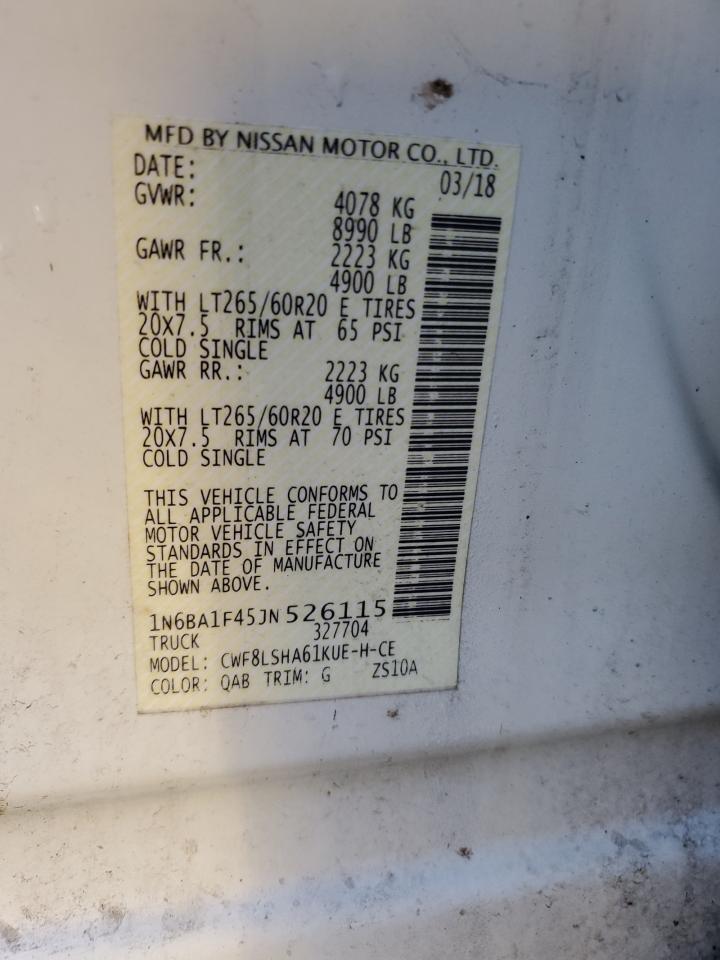 MFD BY NISSAN MOTOR CO., LTD.
DATE: 03/18
GVWR: 4078 KG
8990 LB
GAWR FR.: 2223 KG
4900 LB
WITH LT265/60R20 E TIRES
20X7.5 RIMS AT 65 PSI
COLD SINGLE
GAWR RR.: 2223 KG
4900 LB
WITH LT265/60R20 E TIRES
20X7.5 RIMS AT 70 PSI
COLD SINGLE
THIS VEHICLE CONFORMS TO
ALL APPLICABLE FEDERAL
MOTOR VEHICLE SAFETY
STANDARDS IN EFFECT ON
THE DATE OF MANUFACTURE
SHOWN ABOVE.
1N6BA1F45JN526115
TRUCK 327704
MODEL: CWF8LSHA61KUE-H-CE
COLOR: QAB TRIM: G ZS10A